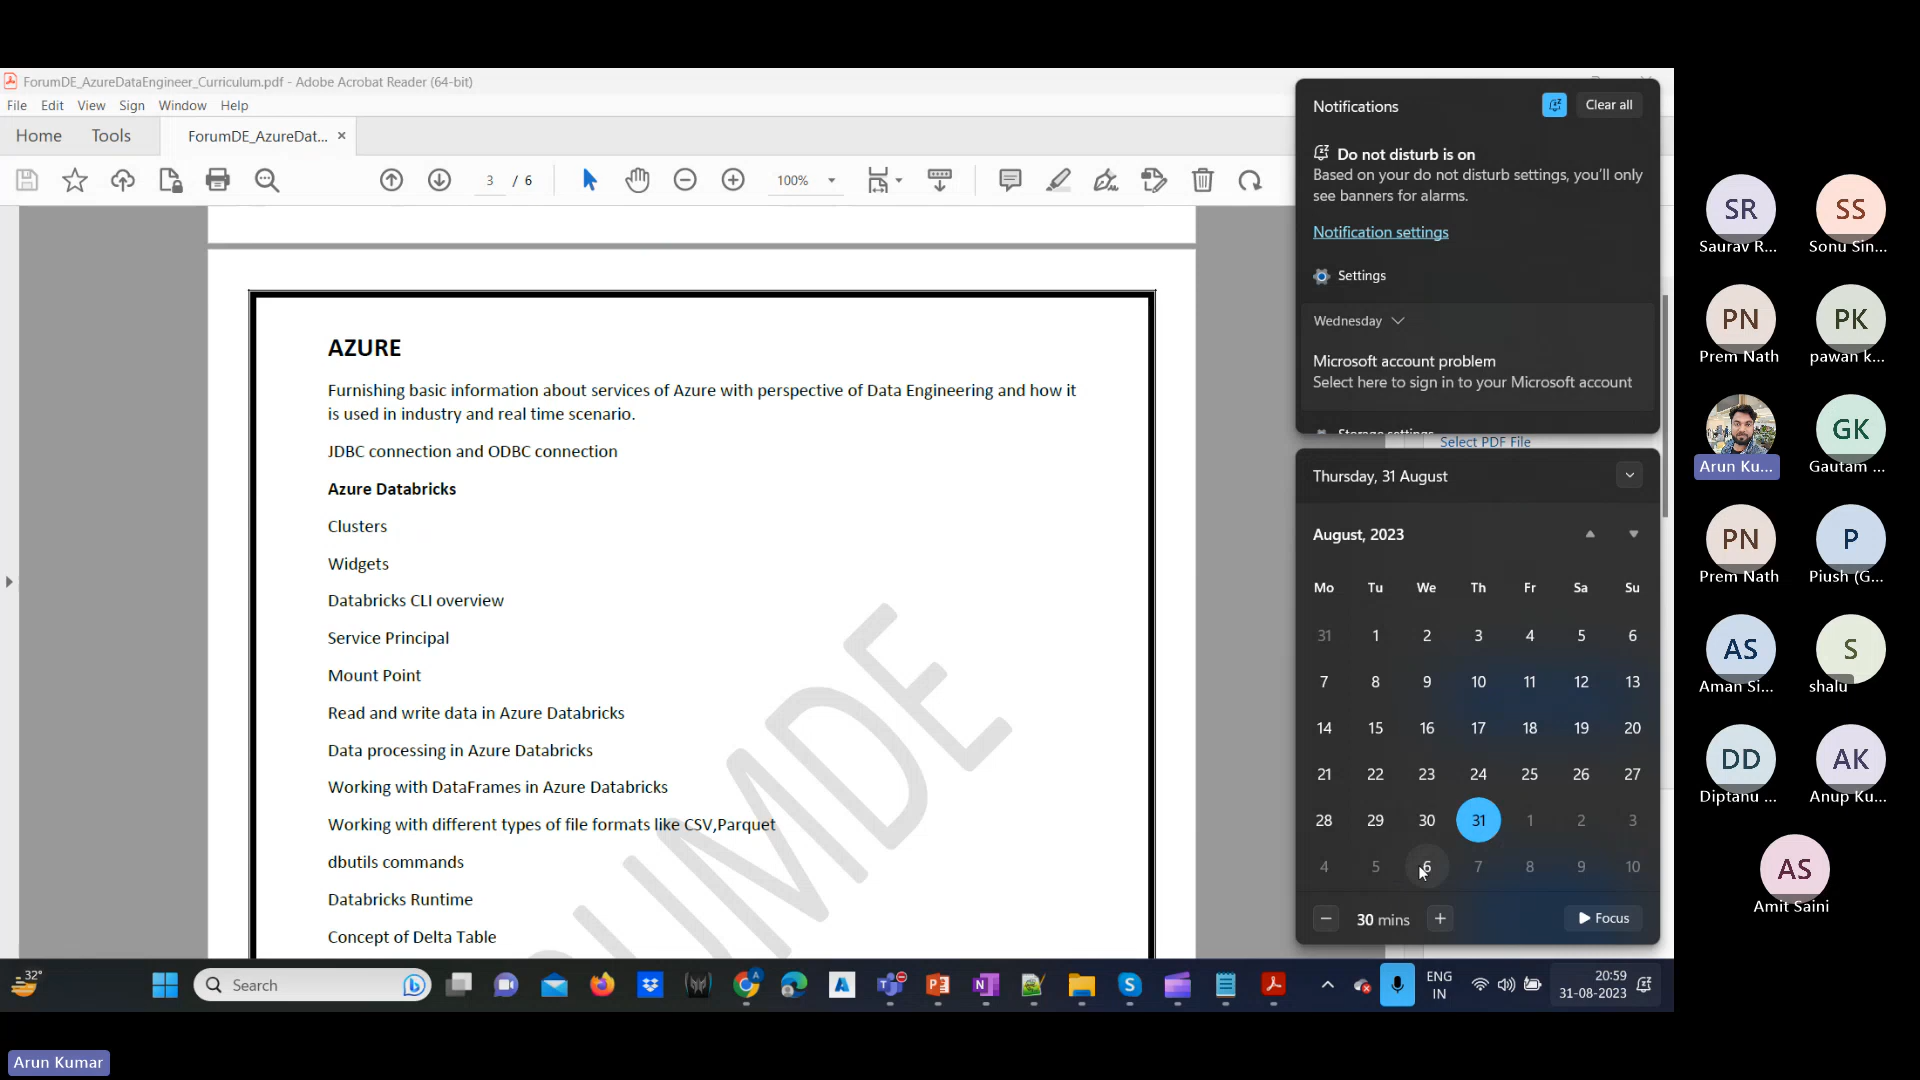 ForumDE_AzureDataEngineer_Curriculum.pdf - Adobe Acrobat Reader (64-bit)
File Edit View Sign Window Help
Home Tools ForumDE_AzureDat... ×
3 / 6 100%
AZURE
Furnishing basic information about services of Azure with perspective of Data Engineering and how it
is used in industry and real time scenario.
JDBC connection and ODBC connection
Azure Databricks
Clusters
Widgets
Databricks CLI overview
Service Principal
Mount Point
Read and write data in Azure Databricks
Data processing in Azure Databricks
Working with DataFrames in Azure Databricks
Working with different types of file formats like CSV,Parquet
dbutils commands
Databricks Runtime
Concept of Delta Table
UMDE
Notifications Clear all
Do not disturb is on
Based on your do not disturb settings, you'll only
see banners for alarms.
Notification settings
Settings
Wednesday
Microsoft account problem
Select here to sign in to your Microsoft account
Storage settings
Select PDF File
Thursday, 31 August
August, 2023
Mo Tu We Th Fr Sa Su
31 1 2 3 4 5 6
7 8 9 10 11 12 13
14 15 16 17 18 19 20
21 22 23 24 25 26 27
28 29 30 31 1 2 3
4 5 6 7 8 9 10
30 mins Focus
SR SS
Saurav R... Sonu Sin...
PN PK
Prem Nath pawan k...
GK
Arun Ku... Gautam ...
PN P
Prem Nath Piush (G...
AS S
Aman Si... shalu
DD AK
Diptanu ... Anup Ku...
AS
Amit Saini
32°
Search
ENG
IN
20:59
31-08-2023
Arun Kumar